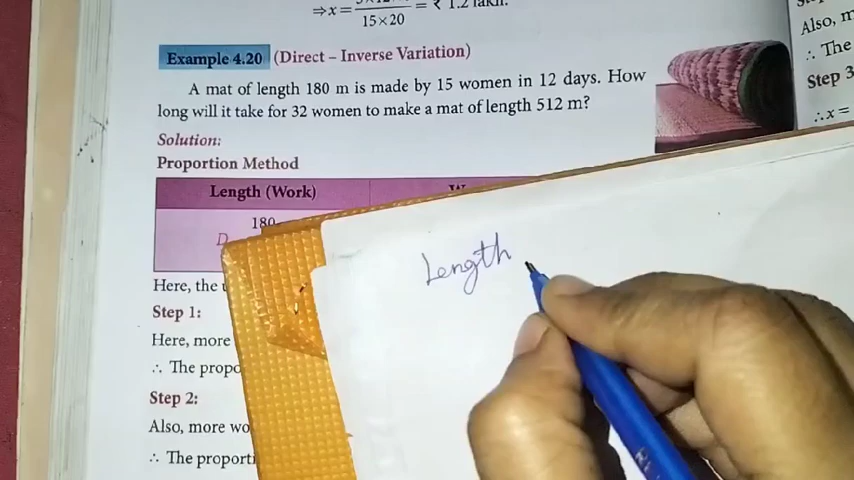 ⇒x= / 15×20 = ₹ 1.2 lakh.
Also,
∴ The
Step 3
∴x =
Example 4.20 (Direct – Inverse Variation)
A mat of length 180 m is made by 15 women in 12 days. How
long will it take for 32 women to make a mat of length 512 m?
Solution:
Proportion Method
Length (Work)
180
D
Here, the
Step 1:
Here, more
∴ The
Step 2:
Also, more
∴ The
Length